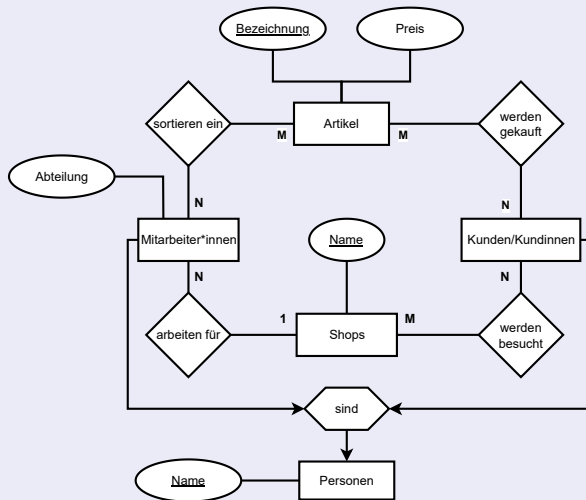 Bezeichnung
Preis
sortieren ein
M
Artikel
M
werden
gekauft
Abteilung
N
N
Mitarbeiter*innen
Name
Kunden/Kundinnen
N
N
arbeiten für
1
Shops
M
werden
besucht
sind
Name
Personen